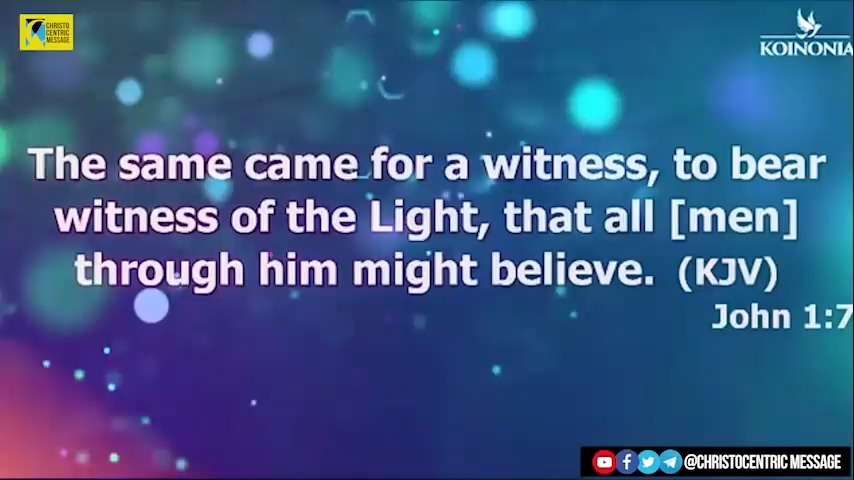 CHRISTO
CENTRIC
MESSAGE
KOINONIA
The same came for a witness, to bear
witness of the Light, that all [men]
through him might believe. (KJV)
John 1:7
@CHRISTOCENTRIC MESSAGE